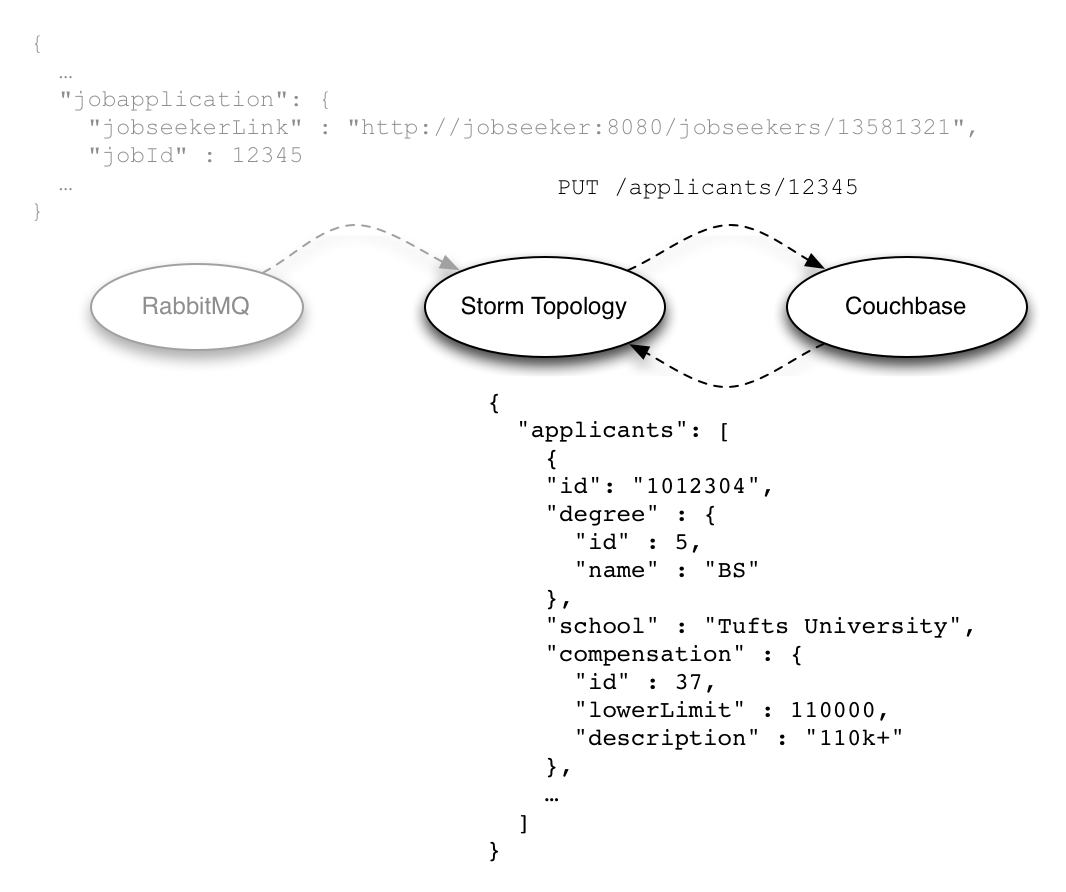 {
…
"jobapplication": {
"jobseekerLink" : "http://jobseeker:8080/jobseekers/13581321",
"jobId" : 12345
…
}
PUT /applicants/12345
RabbitMQ
Storm Topology
Couchbase
{
"applicants": [
{
"id": "1012304",
"degree" : {
"id" : 5,
"name" : "BS"
},
"school" : "Tufts University",
"compensation" : {
"id" : 37,
"lowerLimit" : 110000,
"description" : "110k+"
},
…
]
}